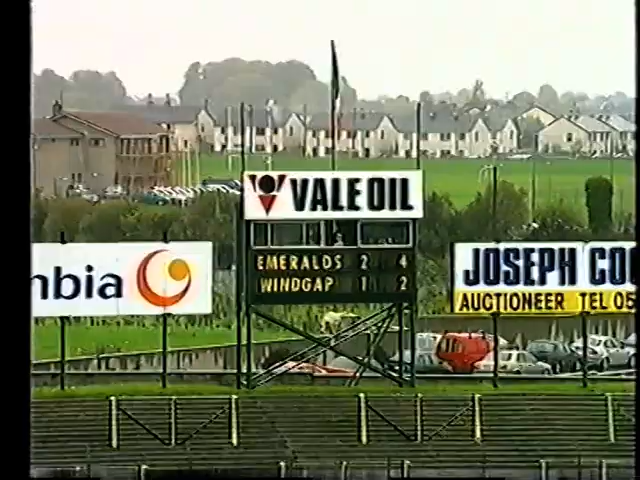 VALE OIL
EMERALDS 2 4
WINDGAP 1 2
nbia
JOSEPH CO
AUCTIONEER TEL 05